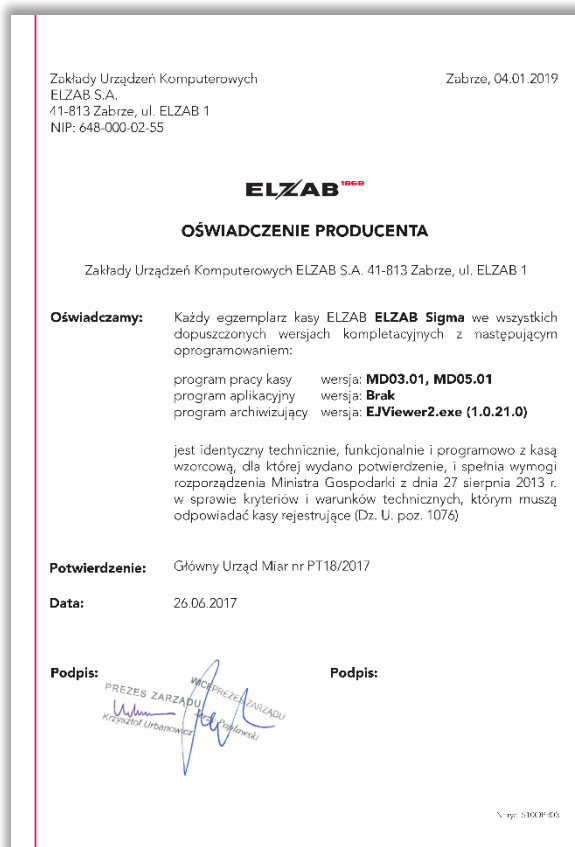 Zakłady Urządzeń Komputerowych
ELZAB S.A.
41-813 Zabrze, ul. ELZAB 1
NIP: 648-000-02-55
Zabrze, 04.01.2019
ELZAB 1969
OŚWIADCZENIE PRODUCENTA
Zakłady Urządzeń Komputerowych ELZAB S.A. 41-813 Zabrze, ul. ELZAB 1
Oświadczamy: Każdy egzemplarz kasy ELZAB ELZAB Sigma we wszystkich
dopuszczonych wersjach kompletacyjnych z następującym
oprogramowaniem:
program pracy kasy wersja: MD03.01, MD05.01
program aplikacyjny wersja: Brak
program archiwizujący wersja: EJViewer2.exe (1.0.21.0)
jest identyczny technicznie, funkcjonalnie i programowo z kasą
wzorcową, dla której wydano potwierdzenie, i spełnia wymogi
rozporządzenia Ministra Gospodarki z dnia 27 sierpnia 2013 r.
w sprawie kryteriów i warunków technicznych, którym muszą
odpowiadać kasy rejestrujące (Dz. U. poz. 1076)
Potwierdzenie: Główny Urząd Miar nr PT18/2017
Data: 26.06.2017
Podpis: Podpis:
PREZES ZARZĄDU
Krzysztof Urbanowicz
WICEPREZES ZARZĄDU
Jerzy Popławski